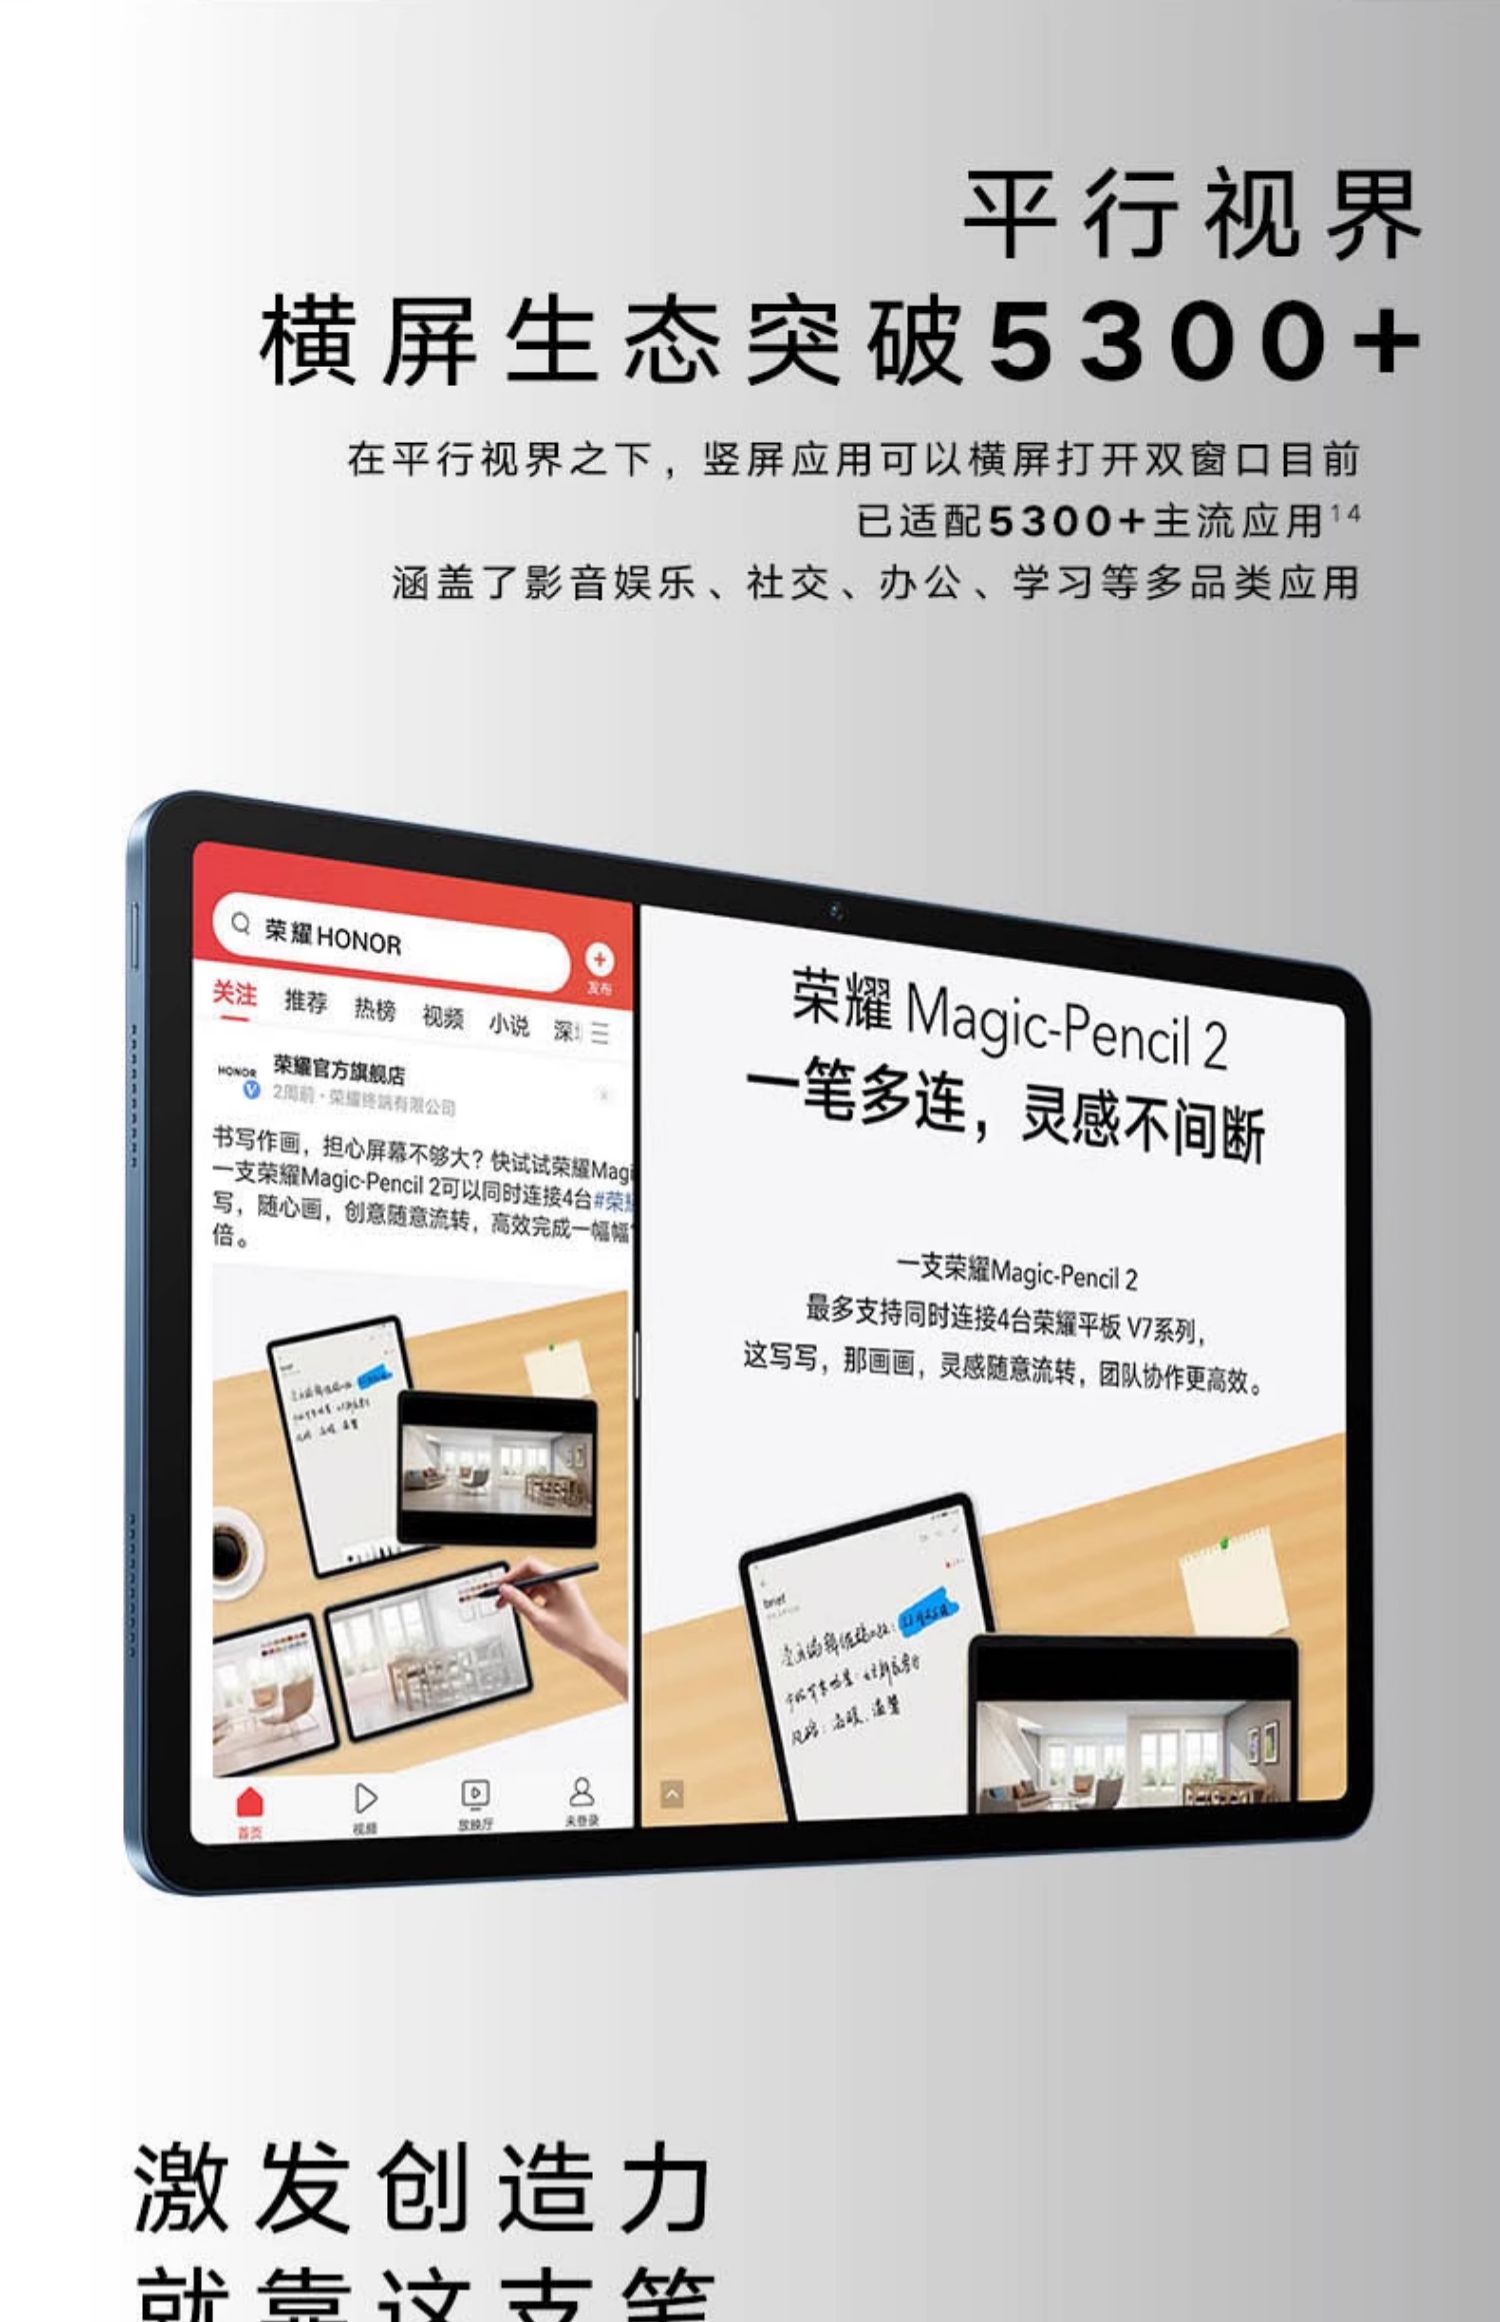 平行视界
横屏生态突破5300+
在平行视界之下，竖屏应用可以横屏打开双窗口目前
已适配5300+主流应用14
涵盖了影音娱乐、社交、办公、学习等多品类应用
荣耀HONOR
发布
关注 推荐 热榜 视频 小说
HONOR
荣耀官方旗舰店
2周前·荣耀终端有限公司
书写作画，担心屏幕不够大？快试试荣耀Magi
一支荣耀Magic-Pencil 2可以同时连接4台#荣耀
写，随心画，创意随意流转，高效完成一幅幅
倍。
首页 视频 放映厅 未登录
荣耀 Magic-Pencil 2
一笔多连，灵感不间断
一支荣耀Magic-Pencil 2
最多支持同时连接4台荣耀平板 V7系列，
这写写，那画画，灵感随意流转，团队协作更高效。
brief
激发创造力
就靠这支笔